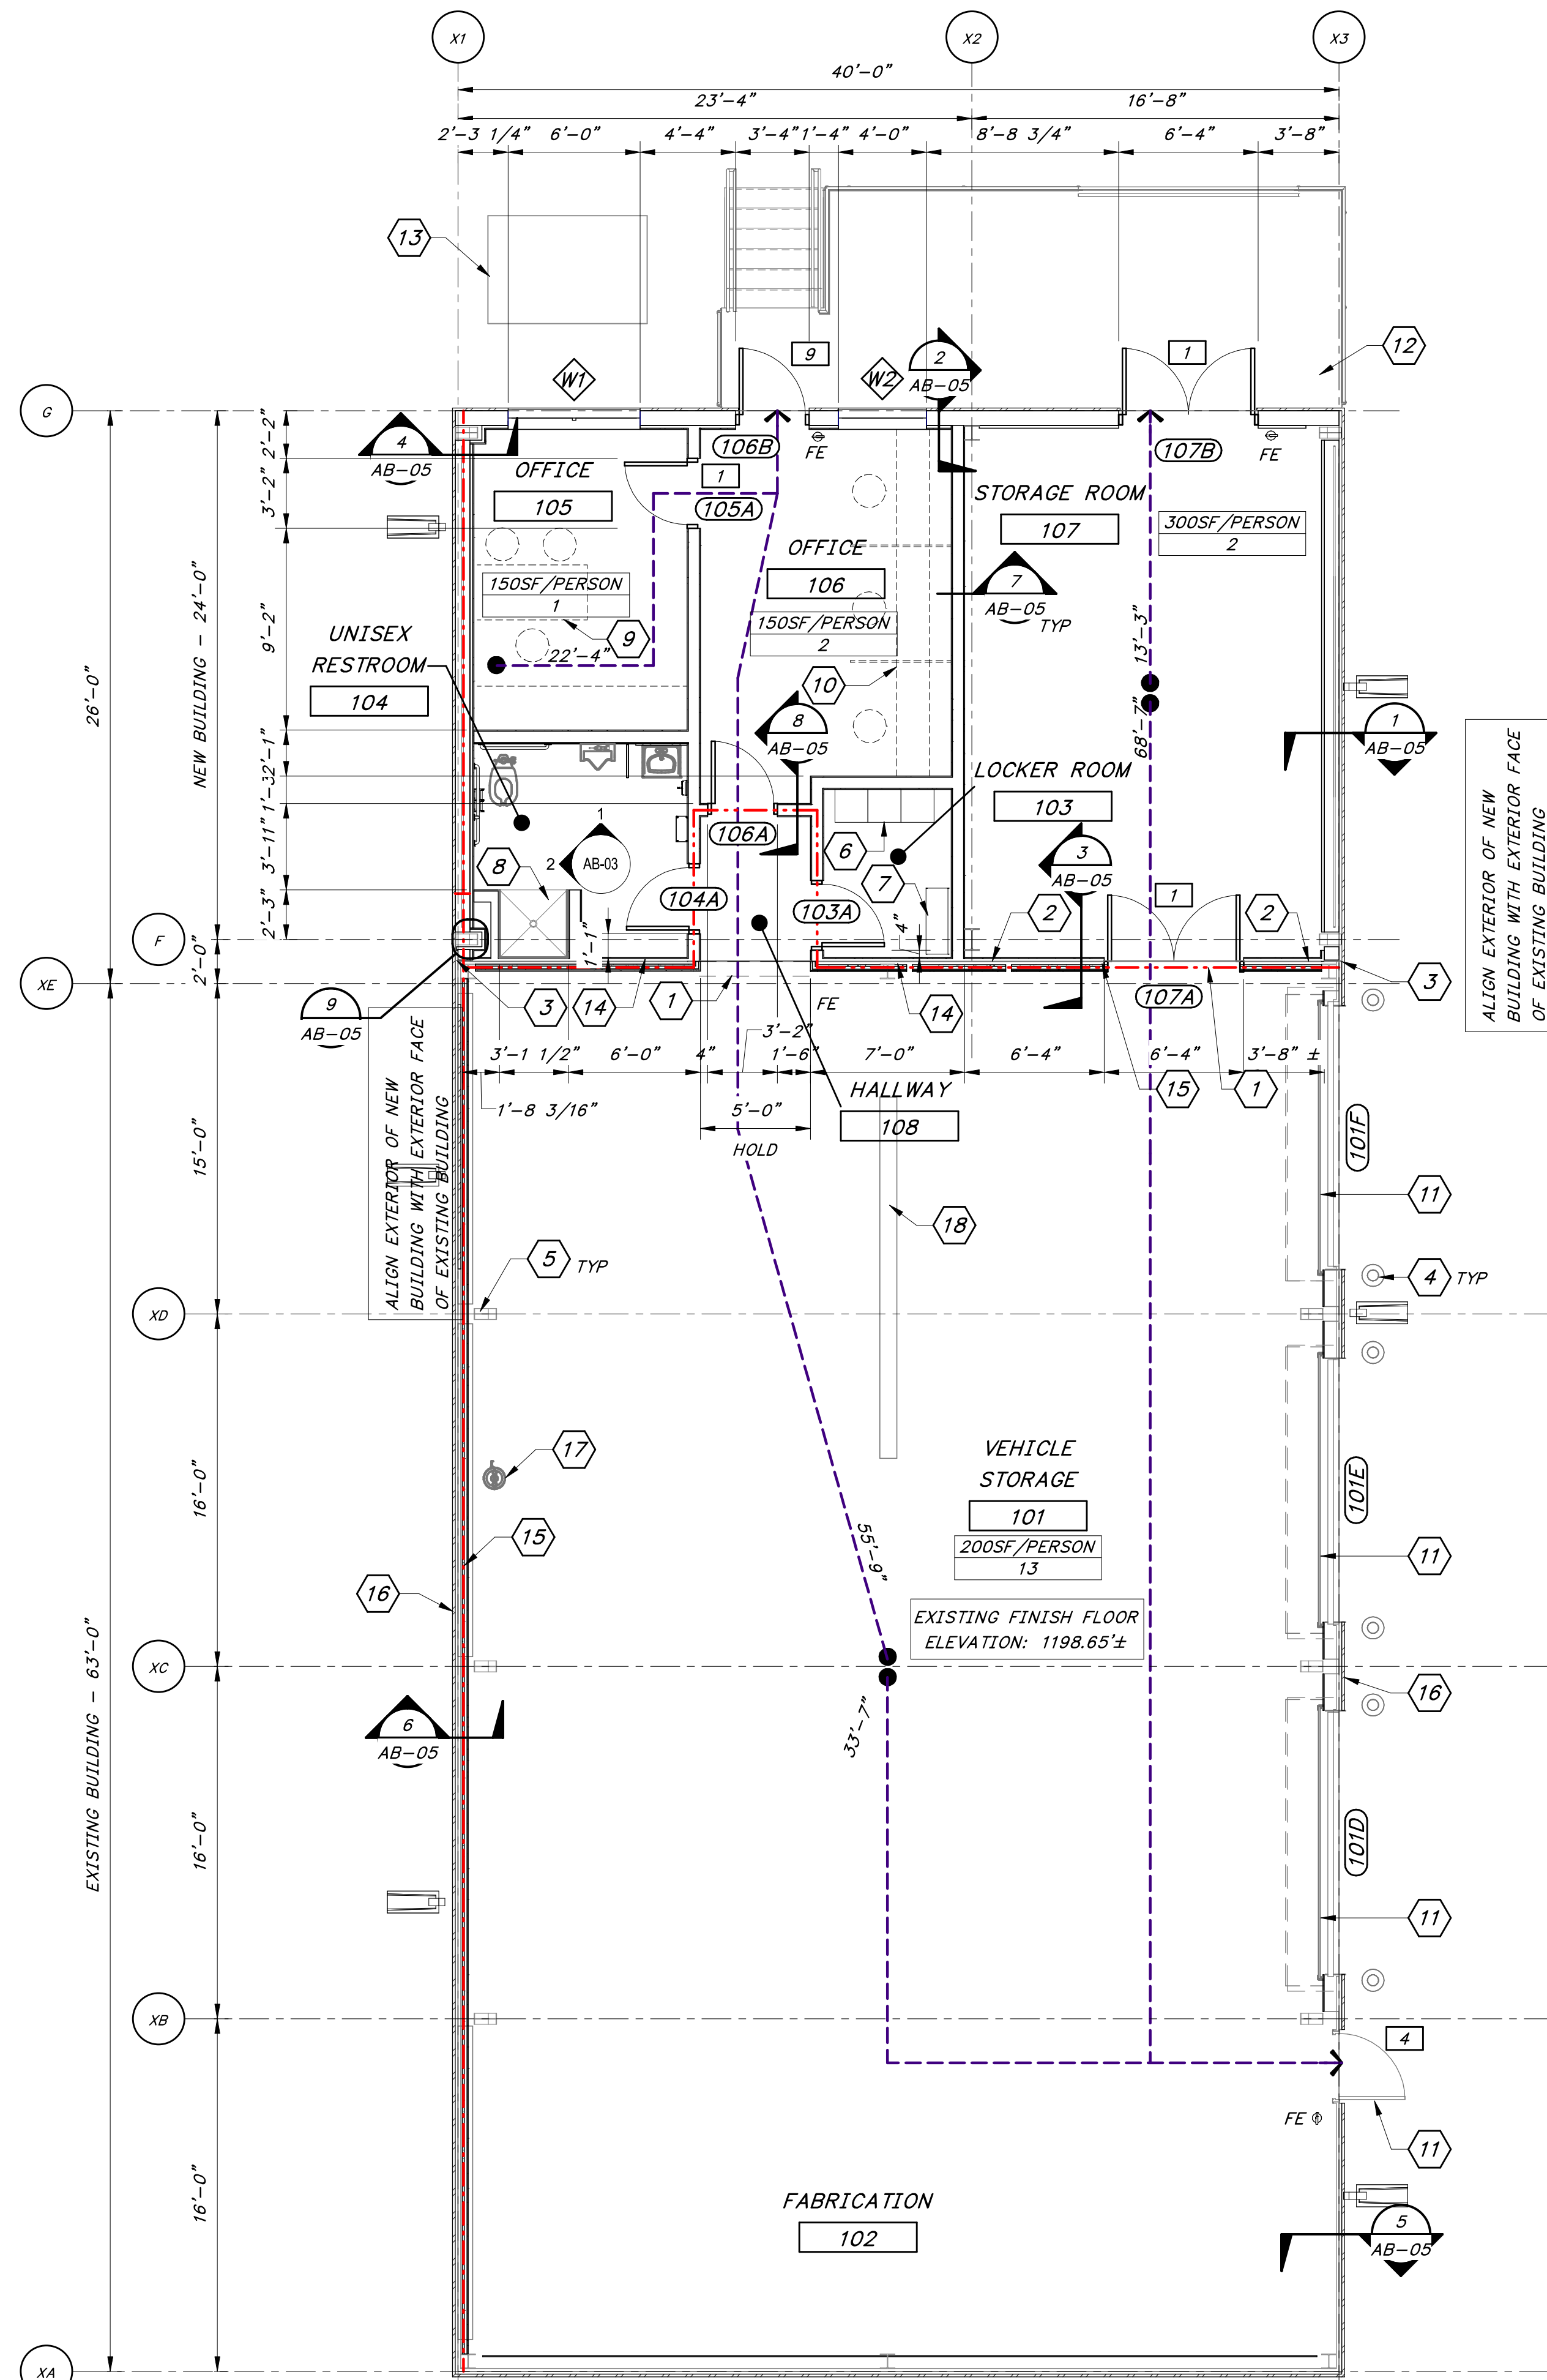 X1
X2
X3
40'-0"
23'-4"
16'-8"
2'-3 1/4"
6'-0"
4'-4"
3'-4"
1'-4"
4'-0"
8'-8 3/4"
6'-4"
3'-8"
13
12
W1
9
W2
2
AB-05
1
G
4
AB-05
106B
FE
107B
FE
2'-2"
3'-2"
9'-2"
NEW BUILDING - 24'-0"
26'-0"
OFFICE
105
1
105A
STORAGE ROOM
107
300SF/PERSON
2
OFFICE
106
150SF/PERSON
2
150SF/PERSON
1
7
AB-05
TYP
9
22'-4"
UNISEX
RESTROOM
104
10
13'-3"
68'-7"
8
AB-05
1
AB-05
ALIGN EXTERIOR OF NEW
BUILDING WITH EXTERIOR FACE
OF EXISTING BUILDING
LOCKER ROOM
103
2'-1"
1'-3"
3'-11"
2'-3"
2'-0"
1
2
AB-03
8
106A
6
7
3
AB-05
104A
103A
1
2
2
4"
1'-1"
F
XE
3
14
1
FE
14
107A
3
9
AB-05
3'-1 1/2"
6'-0"
4"
3'-2"
1'-6"
7'-0"
6'-4"
6'-4"
3'-8" ±
1'-8 3/16"
5'-0"
HOLD
HALLWAY
108
15
1
101F
ALIGN EXTERIOR OF NEW
BUILDING WITH EXTERIOR FACE
OF EXISTING BUILDING
15'-0"
11
18
5 TYP
4 TYP
XD
16'-0"
17
15
16
VEHICLE
STORAGE
101
200SF/PERSON
13
101E
11
55'-9"
EXISTING FINISH FLOOR
ELEVATION: 1198.65'±
EXISTING BUILDING - 63'-0"
XC
16
33'-7"
6
AB-05
16'-0"
101D
11
XB
4
FE
11
16'-0"
FABRICATION
102
5
AB-05
XA